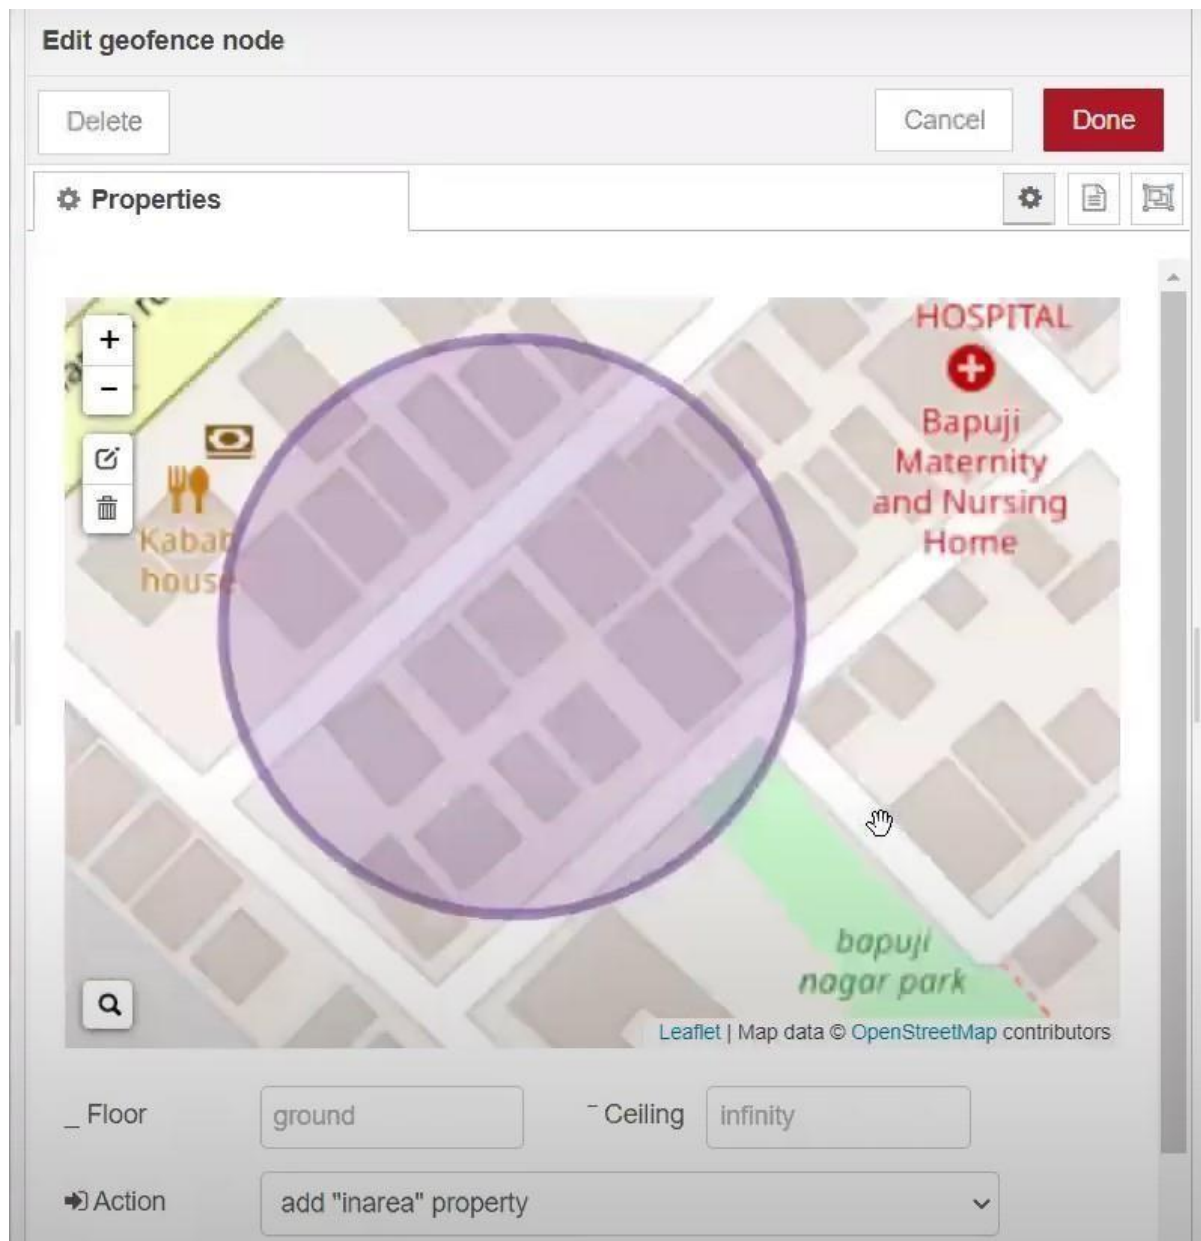 Edit geofence node
Delete
Cancel
Done
Properties
HOSPITAL
Bapuji
Maternity
and Nursing
Home
Kabab
house
bapuji
nagar park
Leaflet | Map data © OpenStreetMap contributors
Floor
ground
Ceiling
infinity
Action
add "inarea" property